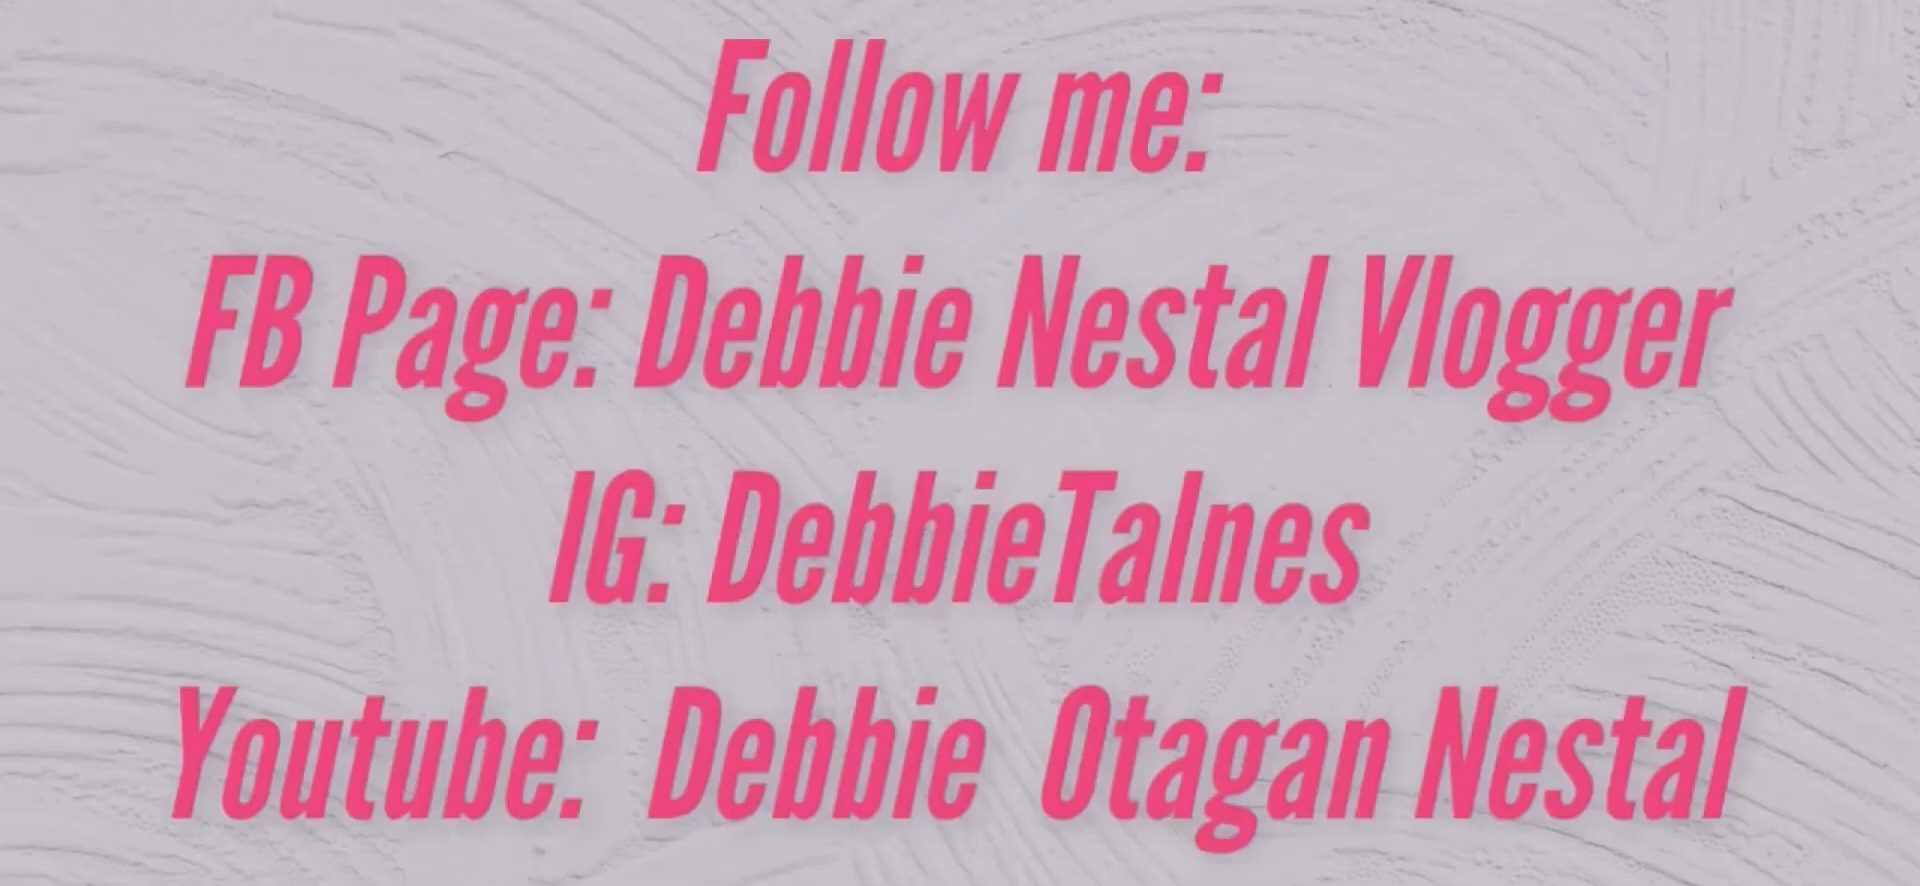 Follow me:
FB Page: Debbie Nestal Vlogger
IG: DebbieTalnes
Youtube: Debbie Otagan Nestal